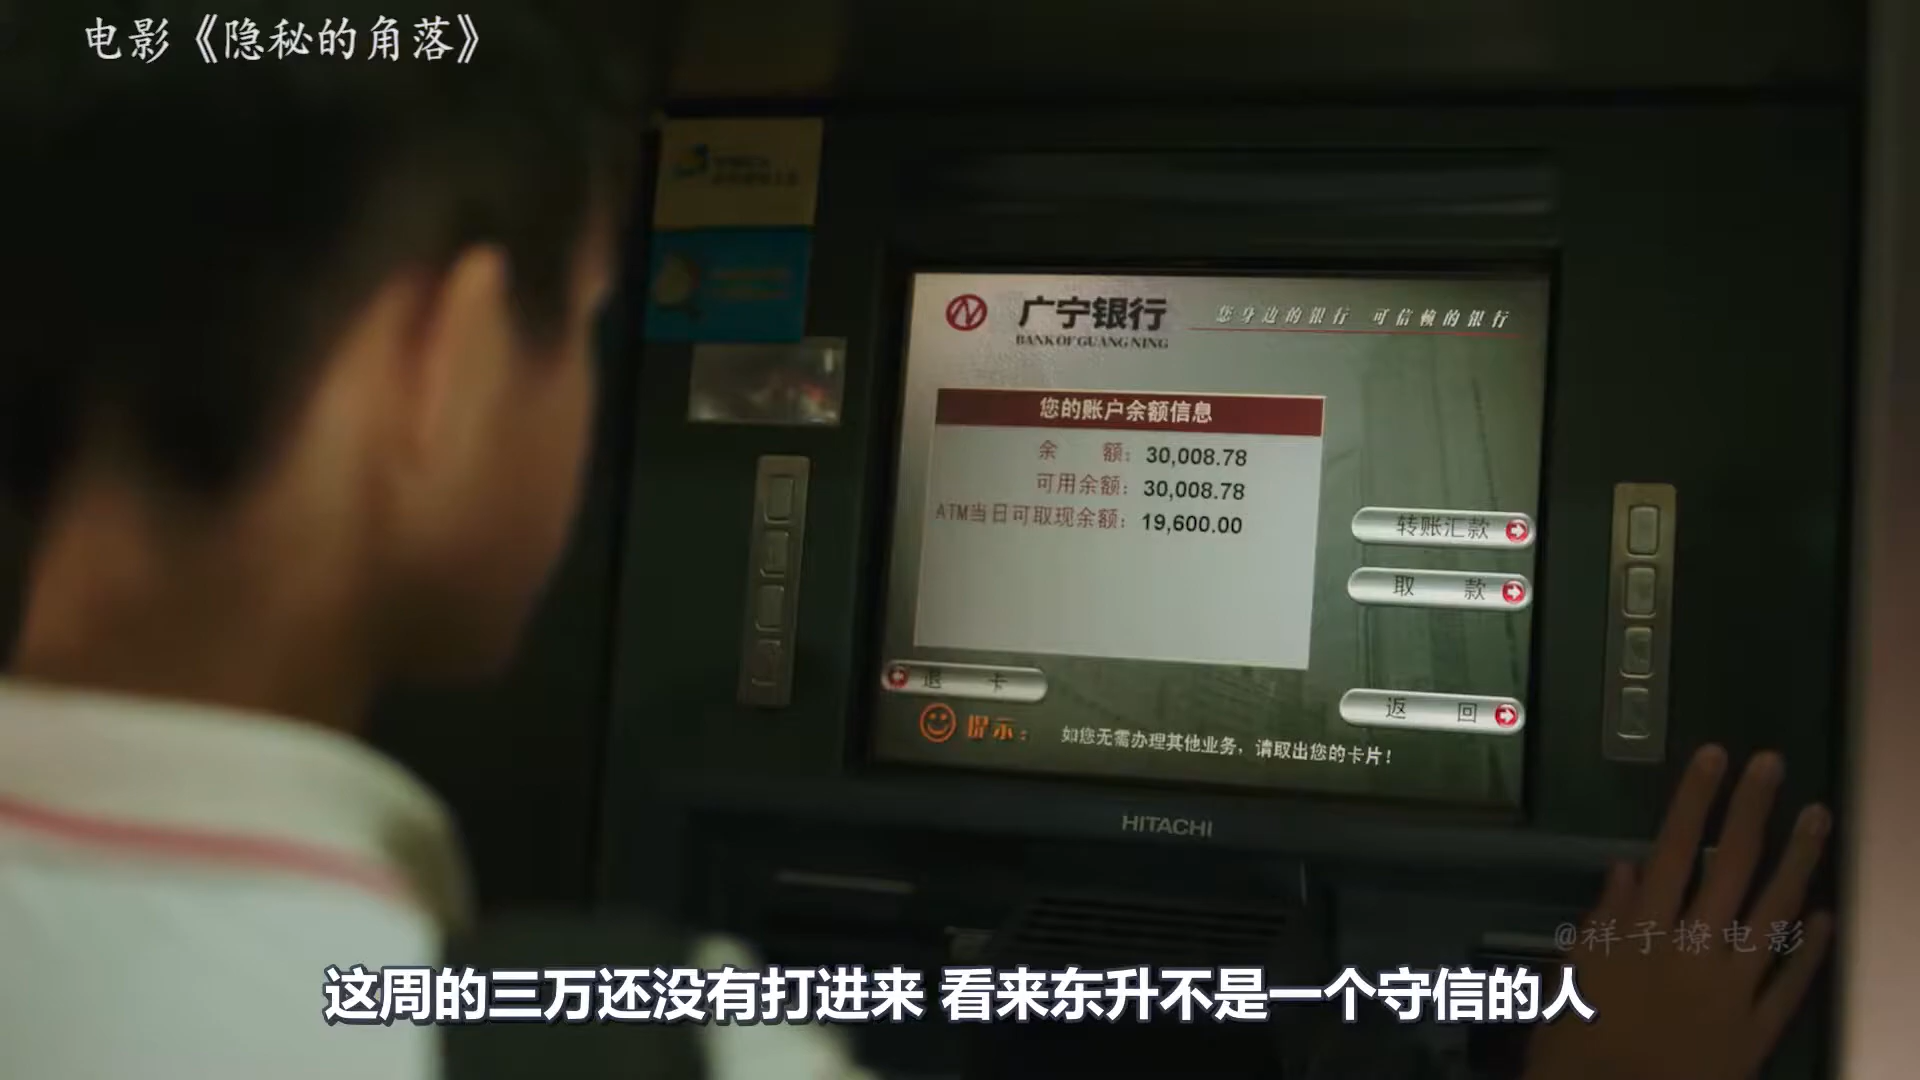 电影《隐秘的角落》
广宁银行
BANK OF GUANG NING
您身边的银行 可信赖的银行
您的账户余额信息
余 额：30,008.78
可用余额：30,008.78
ATM当日可取现余额：19,600.00
转账汇款
取 款
退 卡
返 回
提示：
如您无需办理其他业务，请取出您的卡片！
HITACHI
@祥子撩电影
这周的三万还没有打进来 看来东升不是一个守信的人